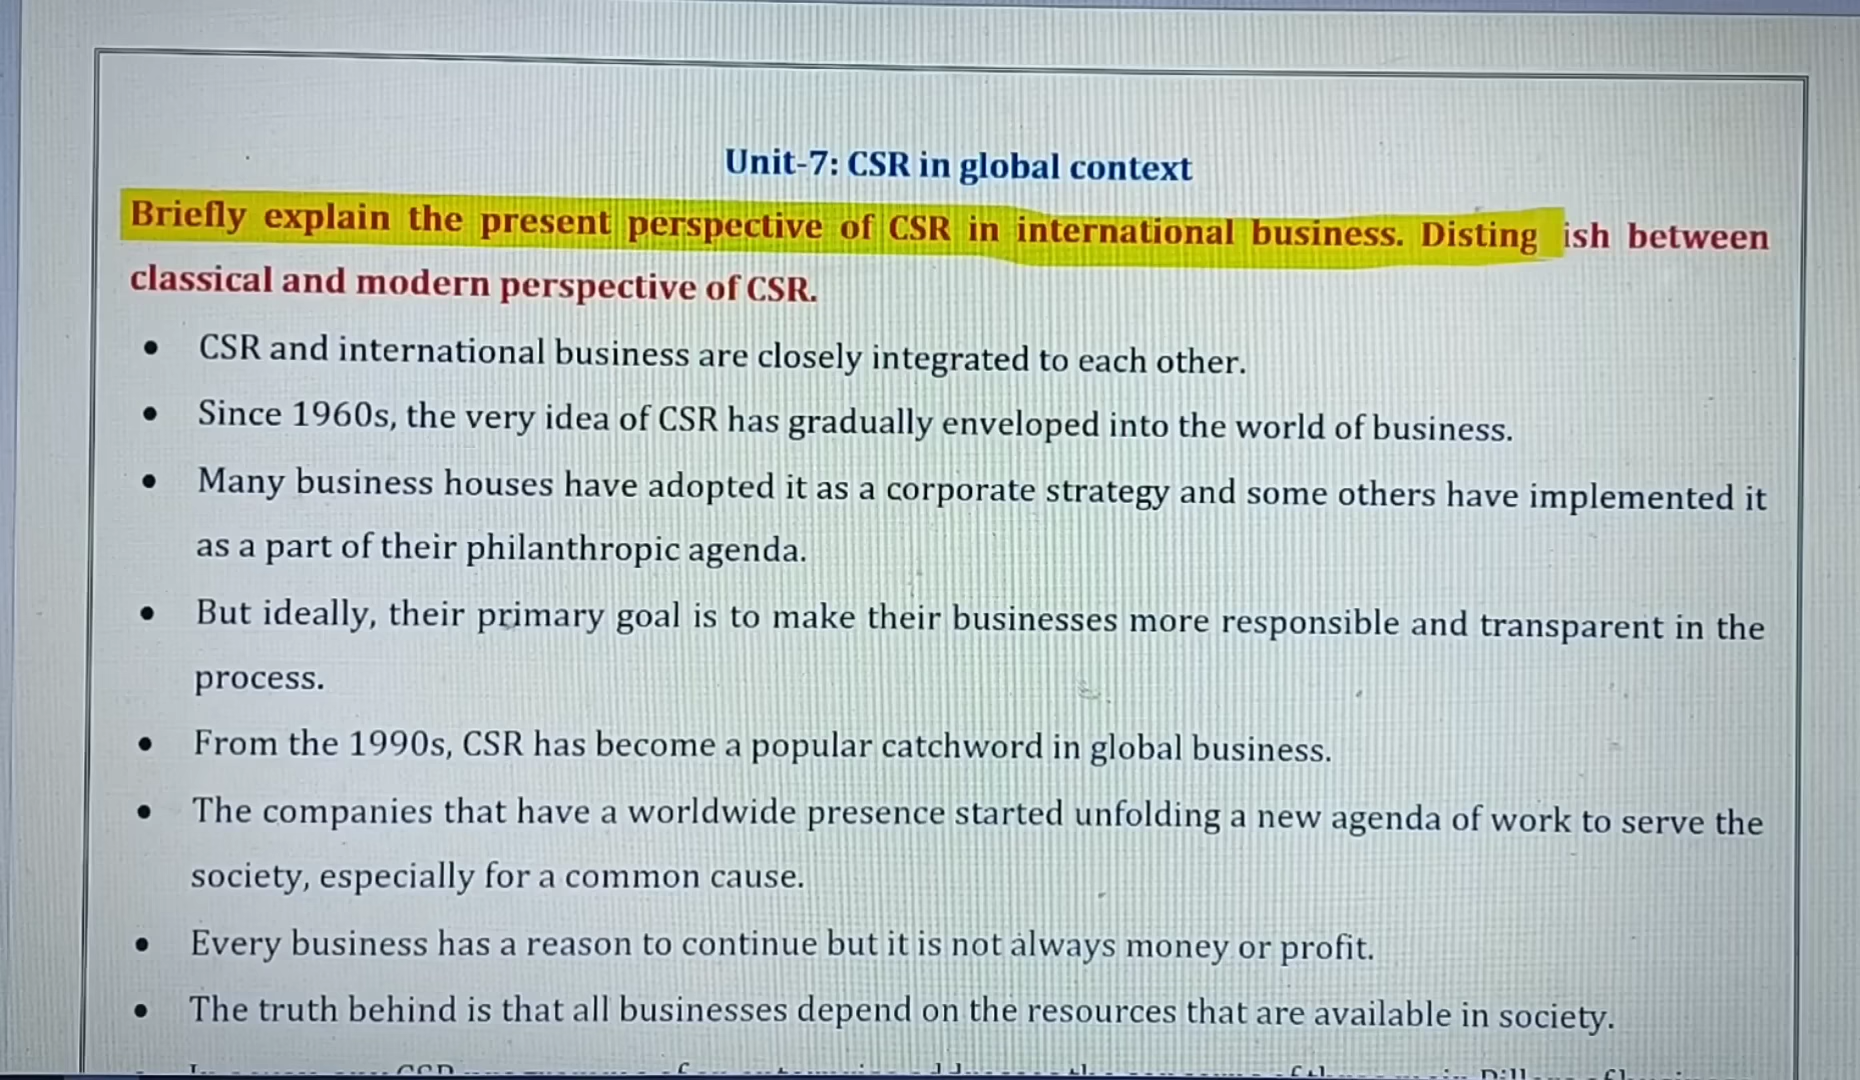 Unit-7: CSR in global context
Briefly explain the present perspective of CSR in international business. Disting ish between
classical and modern perspective of CSR.
• CSR and international business are closely integrated to each other.
• Since 1960s, the very idea of CSR has gradually enveloped into the world of business.
• Many business houses have adopted it as a corporate strategy and some others have implemented it
as a part of their philanthropic agenda.
• But ideally, their primary goal is to make their businesses more responsible and transparent in the
process.
• From the 1990s, CSR has become a popular catchword in global business.
• The companies that have a worldwide presence started unfolding a new agenda of work to serve the
society, especially for a common cause.
• Every business has a reason to continue but it is not always money or profit.
• The truth behind is that all businesses depend on the resources that are available in society.